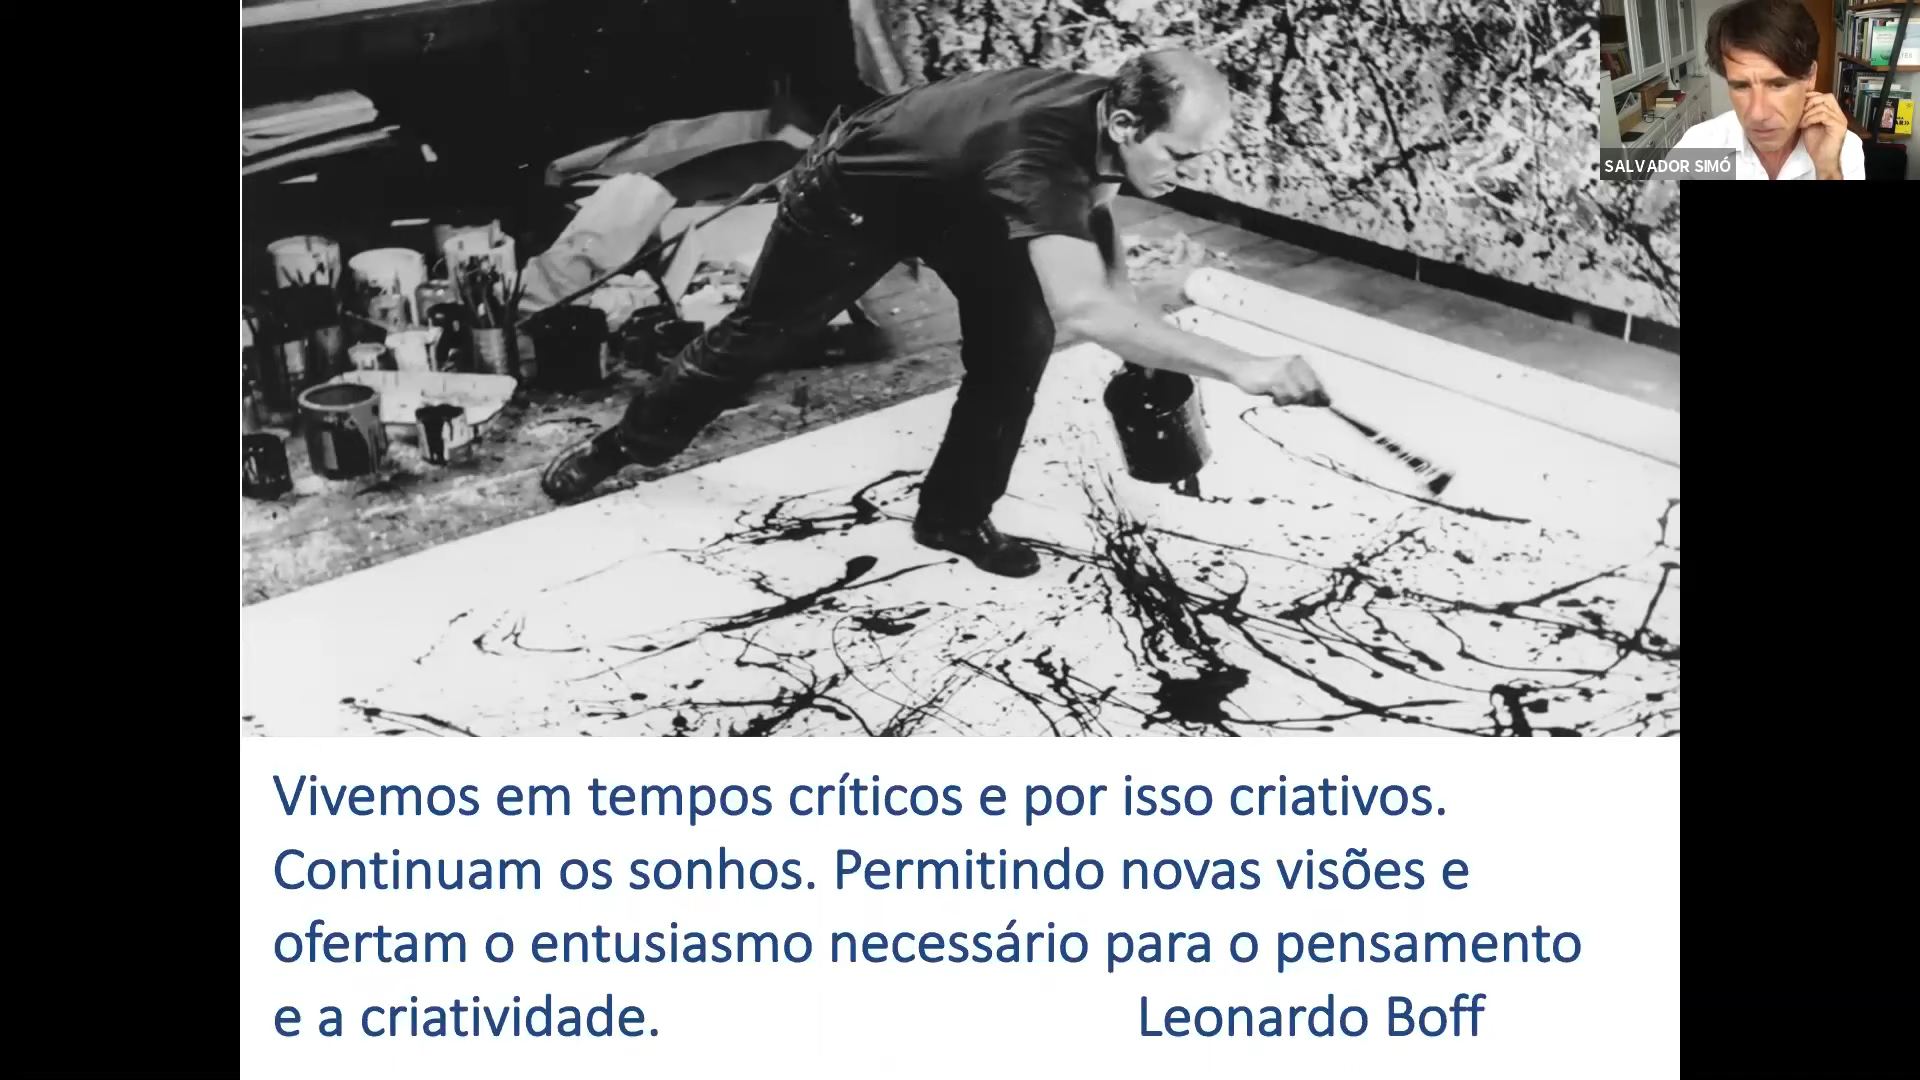 SALVADOR SIMÓ
Vivemos em tempos críticos e por isso criativos.
Continuam os sonhos. Permitindo novas visões e
ofertam o entusiasmo necessário para o pensamento
e a criatividade. Leonardo Boff